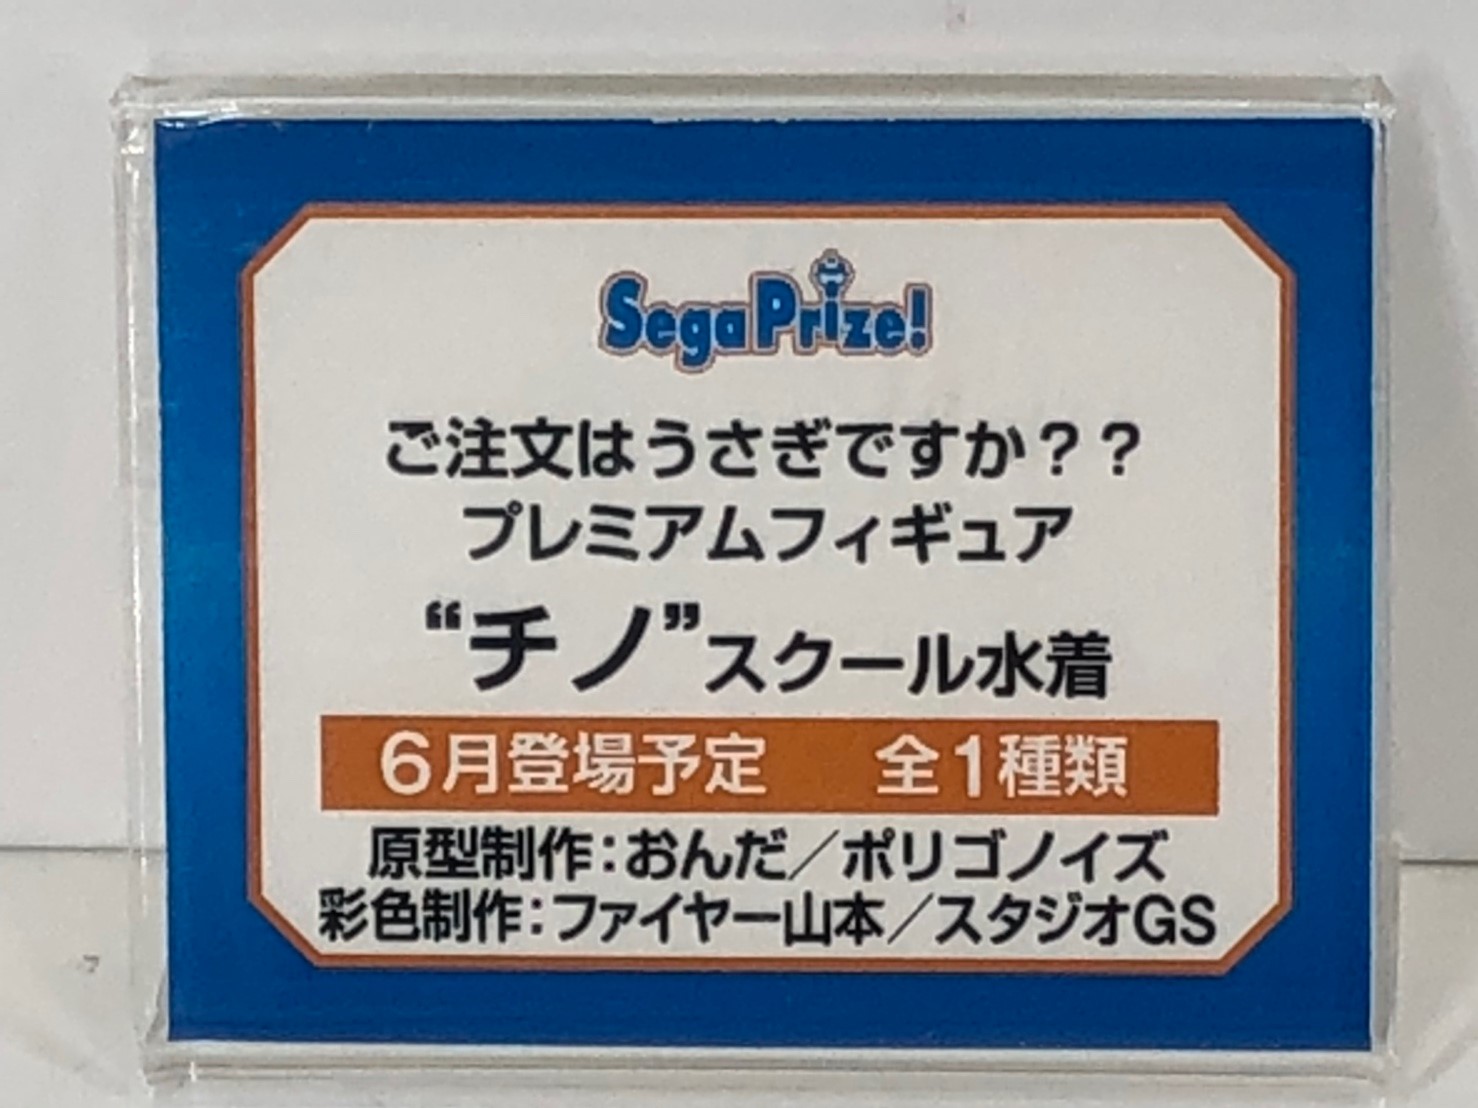 Sega Prize!
ご注文はうさぎですか？？
プレミアムフィギュア
“チノ”スクール水着
6月登場予定　全1種類
原型制作：おんだ／ポリゴノイズ
彩色制作：ファイヤー山本／スタジオGS